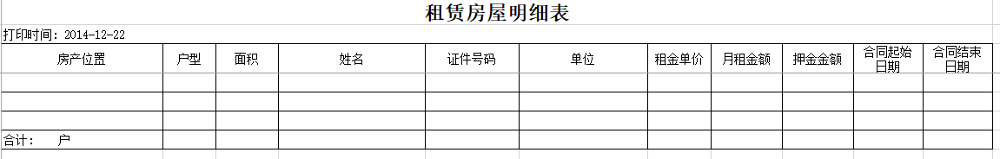 租赁房屋明细表
打印时间：2014-12-22
房产位置 户型 面积 姓名 证件号码 单位 租金单价 月租金额 押金金额 合同起始日期 合同结束日期
合计： 户